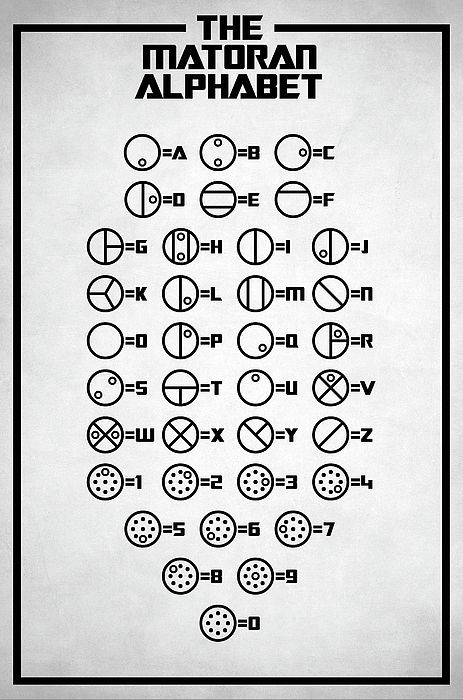 THE
MATORAN
ALPHABET
=A =B =C
=D =E =F
=G =H =I =J
=K =L =M =N
=O =P =Q =R
=S =T =U =V
=W =X =Y =Z
=1 =2 =3 =4
=5 =6 =7
=8 =9
=0